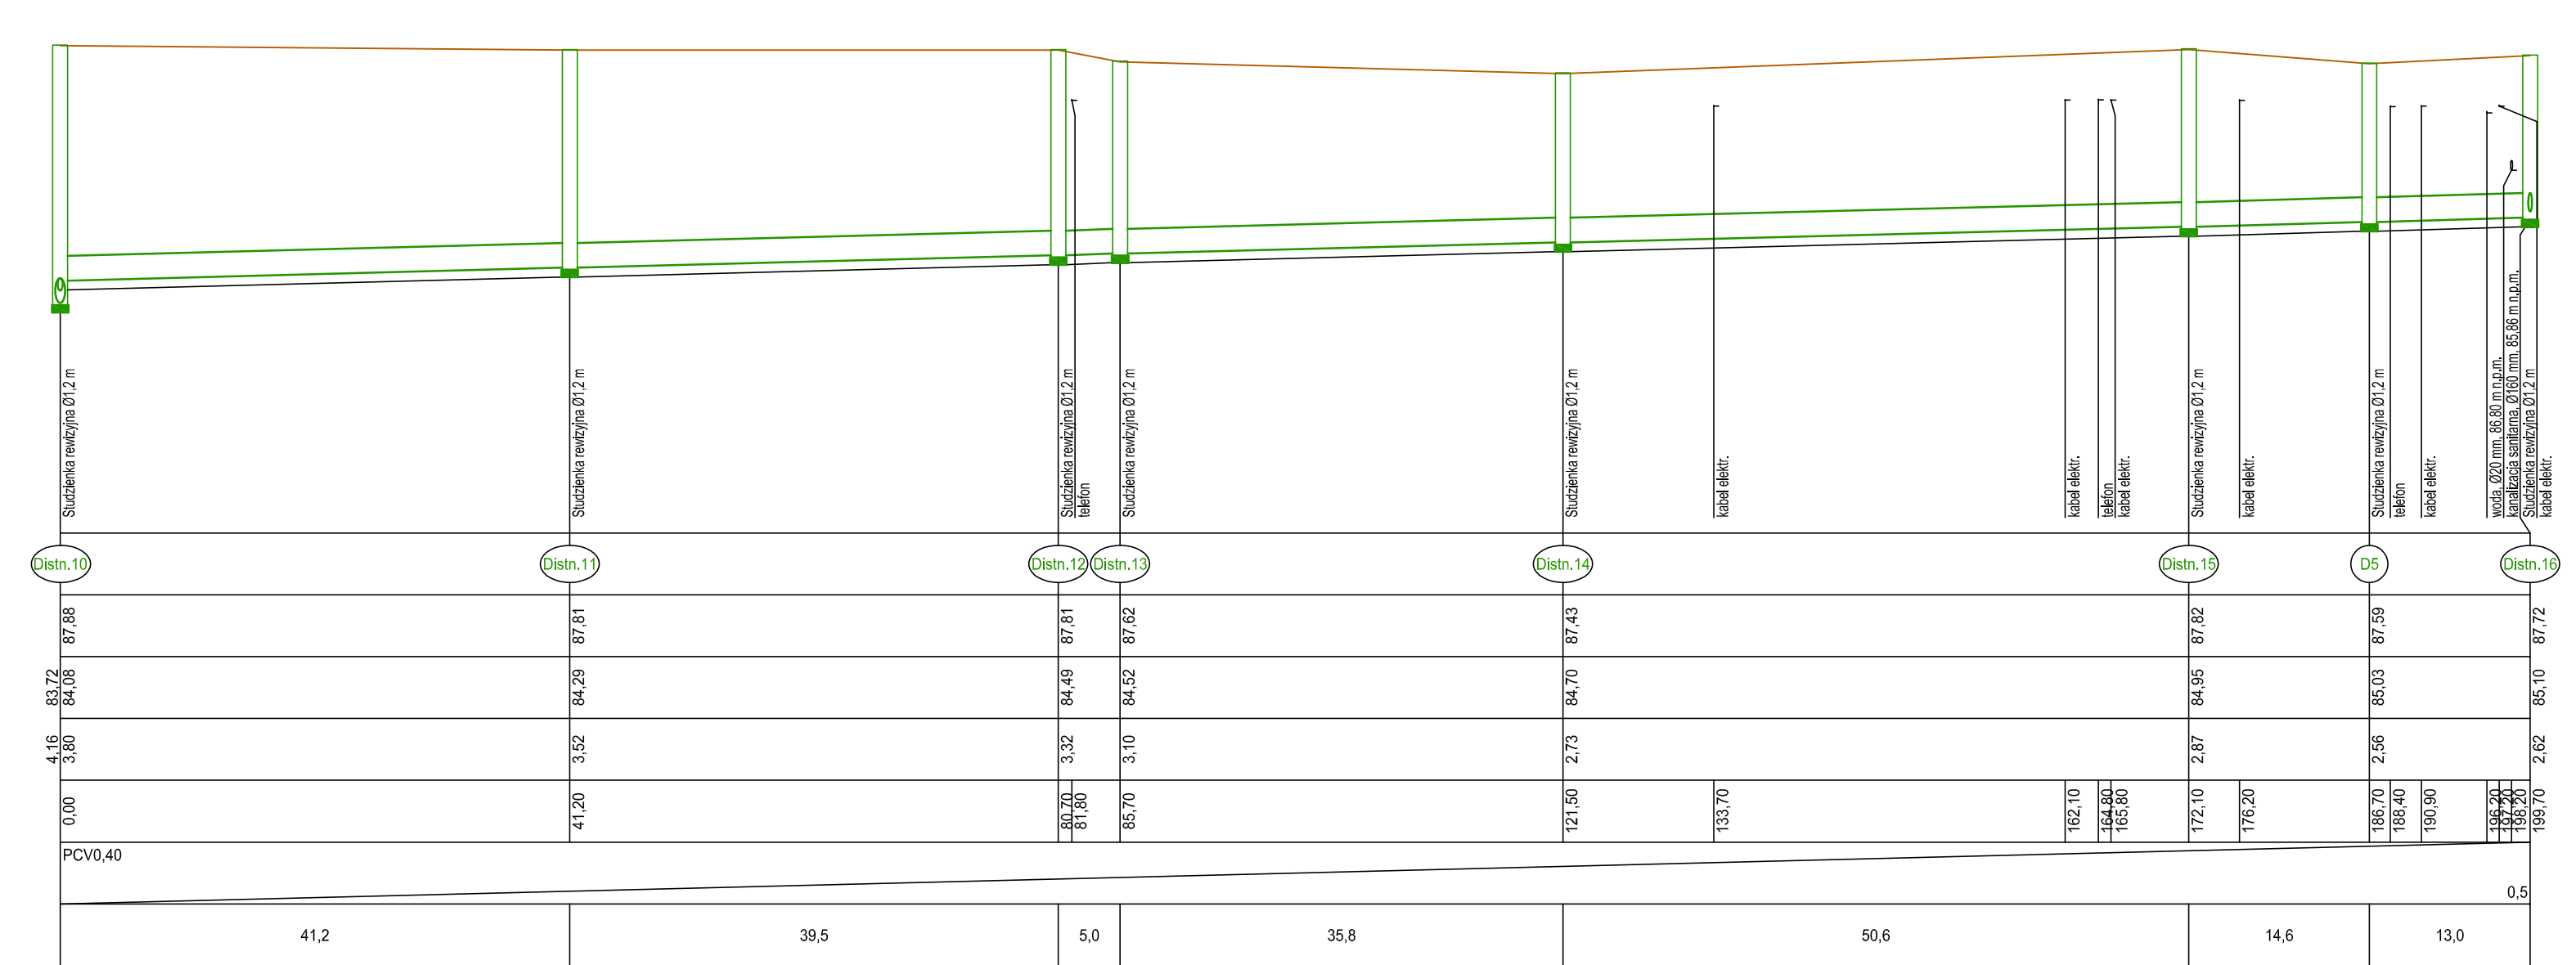 Studzienka rewizyjna Ø1,2 m
Studzienka rewizyjna Ø1,2 m
Studzienka rewizyjna Ø1,2 m
telefon
Studzienka rewizyjna Ø1,2 m
Studzienka rewizyjna Ø1,2 m
kabel elektr.
kabel elektr.
telefon
kabel elektr.
Studzienka rewizyjna Ø1,2 m
kabel elektr.
Studzienka rewizyjna Ø1,2 m
telefon
kabel elektr.
woda, Ø20 mm, 86,80 m n.p.m.
kanalizacja sanitarna, Ø160 mm, 85,86 m n.p.m.
Studzienka rewizyjna Ø1,2 m
kabel elektr.
Distn.10 Distn.11 Distn.12 Distn.13 Distn.14 Distn.15 D5 Distn.16
87,88 87,81 87,81 87,62 87,43 87,82 87,59 87,72
83,72 84,08 84,29 84,49 84,52 84,70 84,95 85,03 85,10
4,16 3,80 3,52 3,32 3,10 2,73 2,87 2,56 2,62
0,00 41,20 80,70 81,80 85,70 121,50 133,70 162,10 164,80 165,80 172,10 176,20 186,70 188,40 190,90 196,20 197,20 198,20 199,70
PCV0,40
0,5
41,2 39,5 5,0 35,8 50,6 14,6 13,0